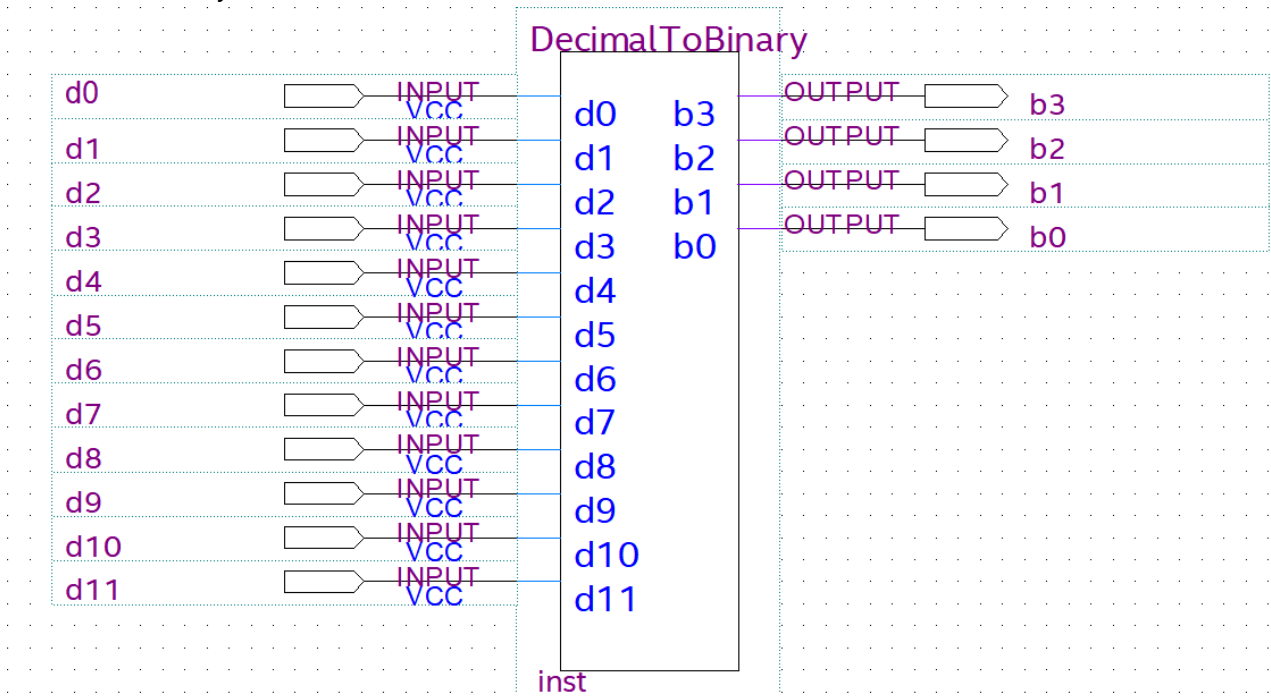 DecimalToBinary
d0 INPUT VCC d0 b3 OUTPUT b3
d1 INPUT VCC d1 b2 OUTPUT b2
d2 INPUT VCC d2 b1 OUTPUT b1
d3 INPUT VCC d3 b0 OUTPUT b0
d4 INPUT VCC d4
d5 INPUT VCC d5
d6 INPUT VCC d6
d7 INPUT VCC d7
d8 INPUT VCC d8
d9 INPUT VCC d9
d10 INPUT VCC d10
d11 INPUT VCC d11
inst